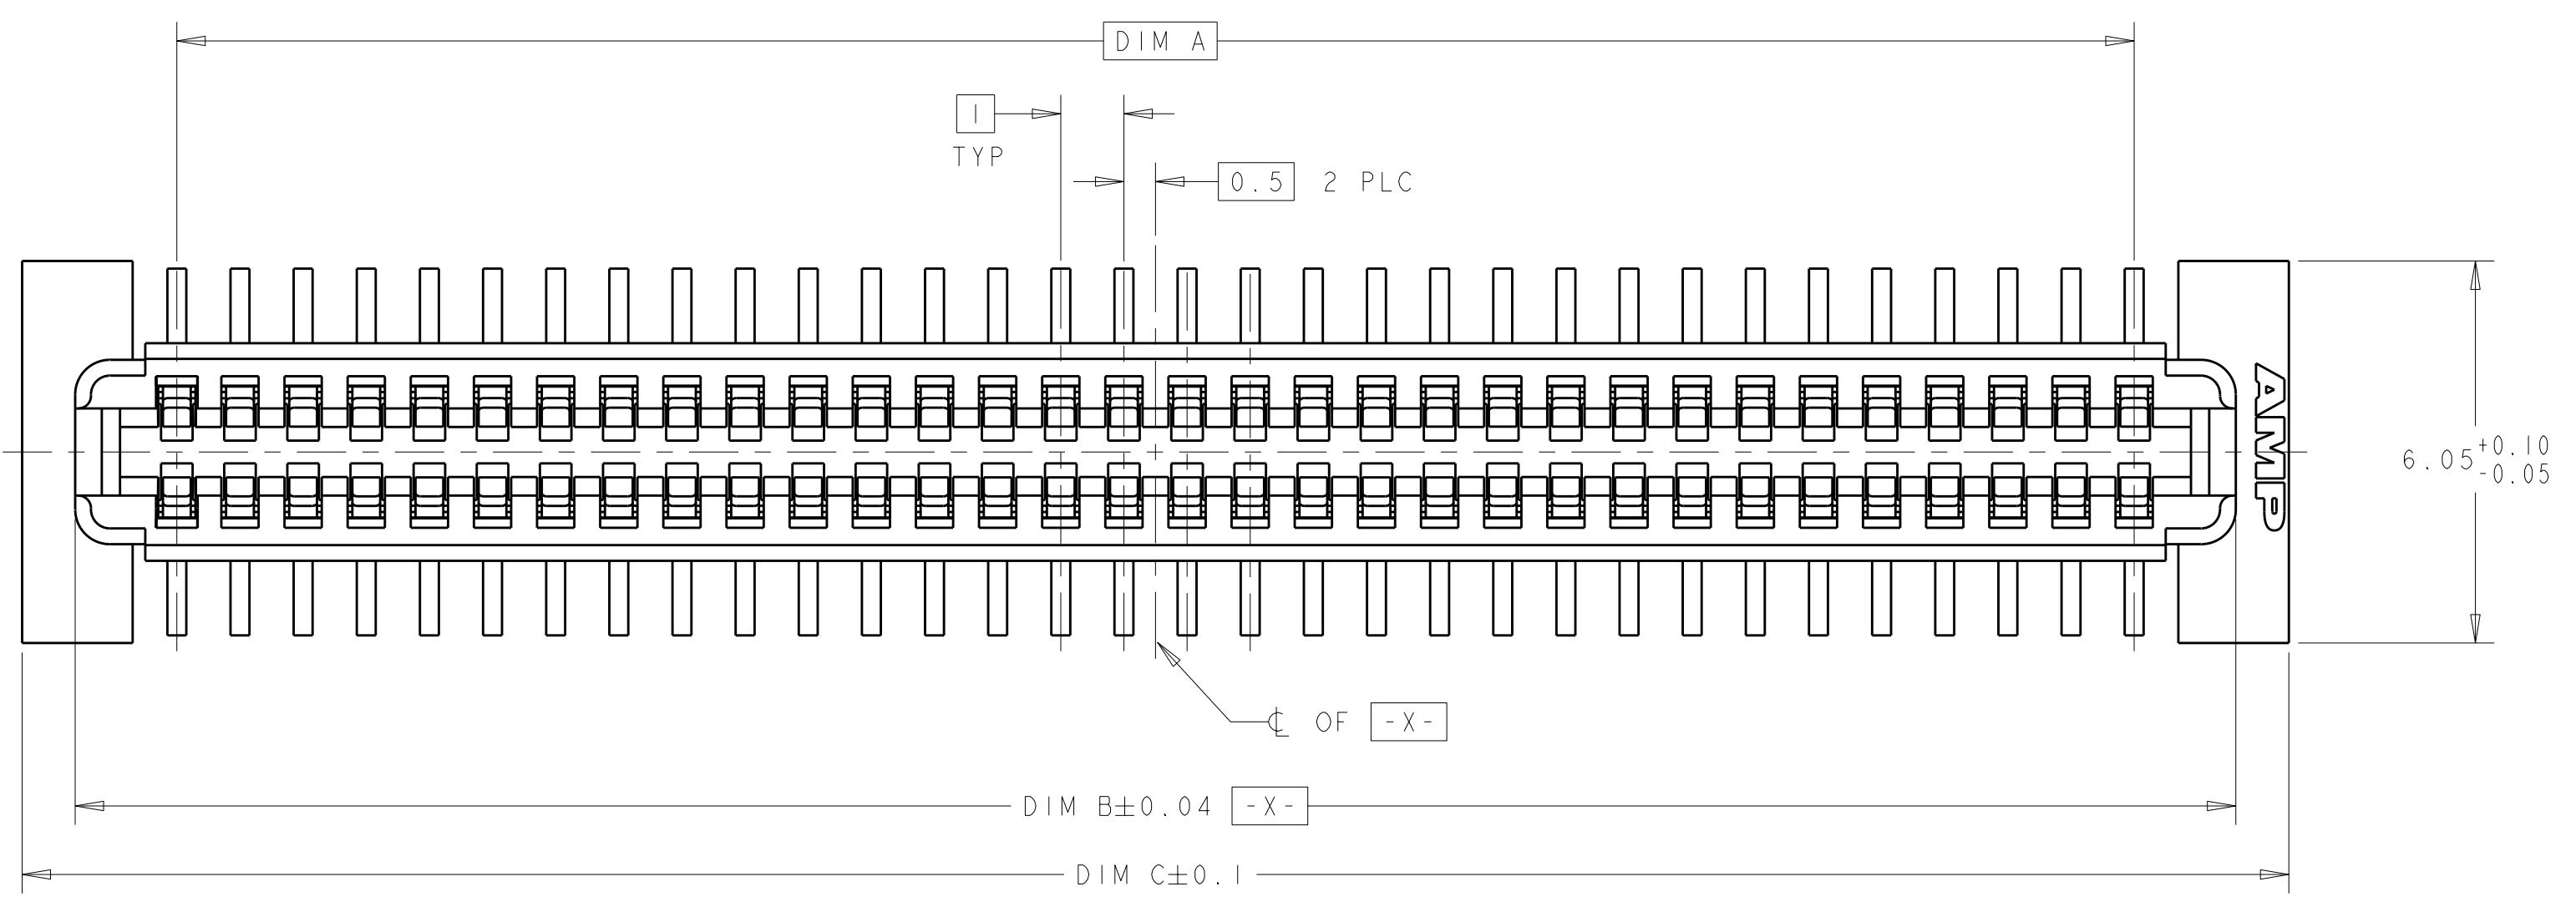 DIM A
1
TYP
0.5 2 PLC
AMP
6.05 +0.10
-0.05
℄ OF -X-
DIM B±0.04 -X-
DIM C±0.1